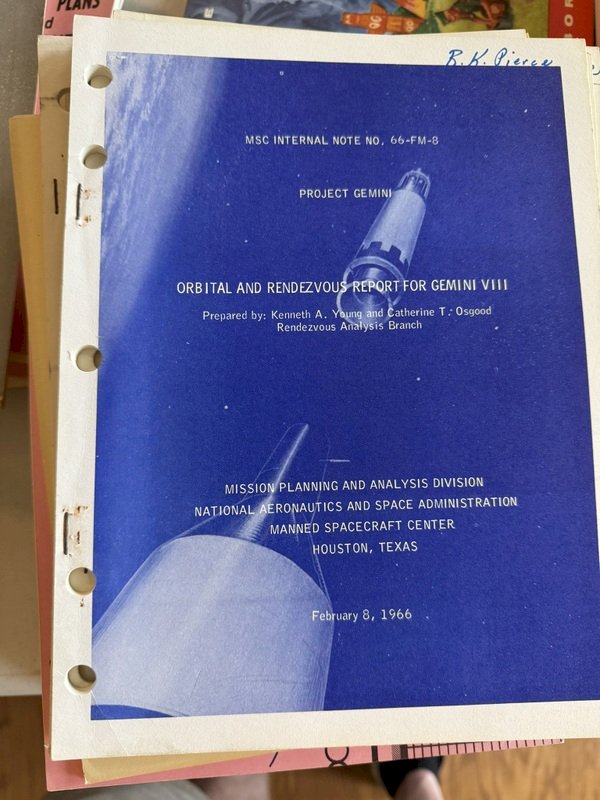 PLANS
d
R.K. Pierce
MSC INTERNAL NOTE NO. 66-FM-8
PROJECT GEMINI
ORBITAL AND RENDEZVOUS REPORT FOR GEMINI VIII
Prepared by: Kenneth A. Young and Catherine T. Osgood
Rendezvous Analysis Branch
MISSION PLANNING AND ANALYSIS DIVISION
NATIONAL AERONAUTICS AND SPACE ADMINISTRATION
MANNED SPACECRAFT CENTER
HOUSTON, TEXAS
February 8, 1966